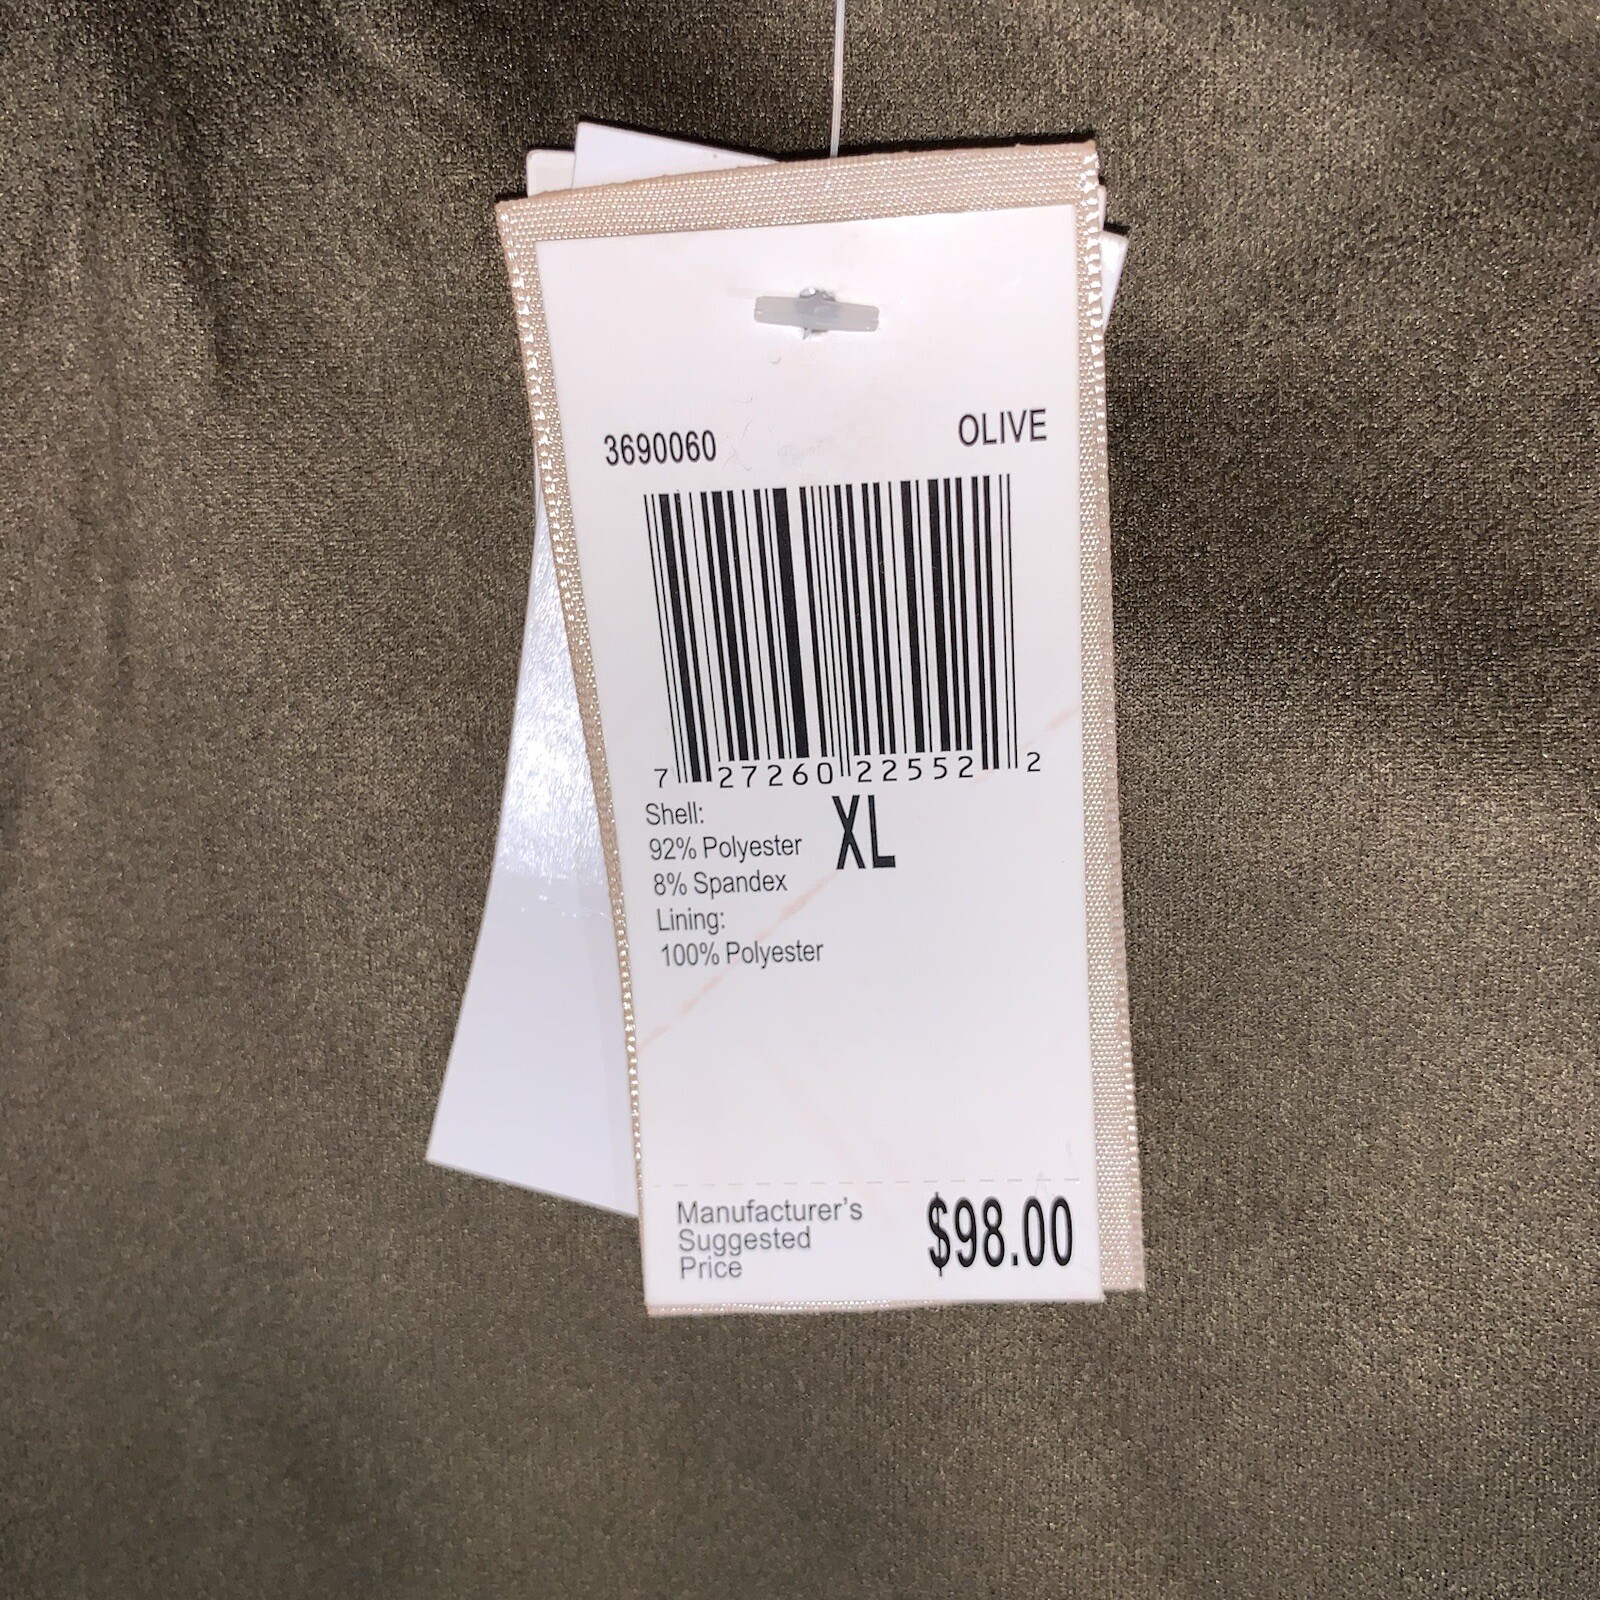 3690060 OLIVE
7 27260 22552 2
Shell:
92% Polyester XL
8% Spandex
Lining:
100% Polyester
Manufacturer's
Suggested $98.00
Price